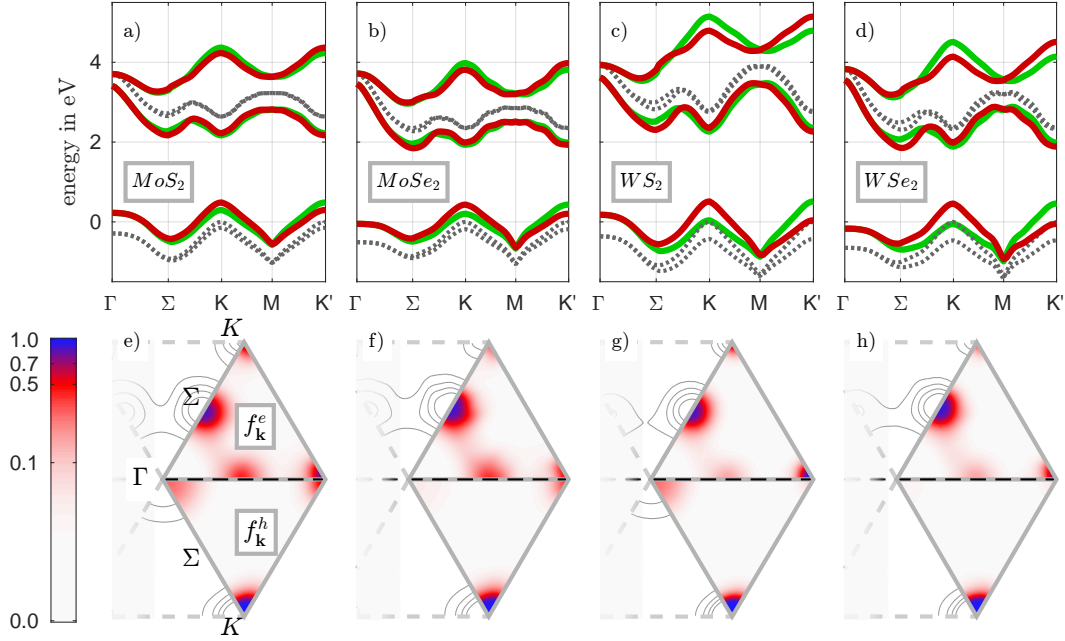 a) b) c) d)
energy in eV
4
2
0
MoS2 MoSe2 WS2 WSe2
Γ Σ K M K' Γ Σ K M K' Γ Σ K M K' Γ Σ K M K'
1.0
0.7
0.5
0.1
0.0
e) f) g) h)
K
Σ
f^e_k
Γ
f^h_k
Σ
K